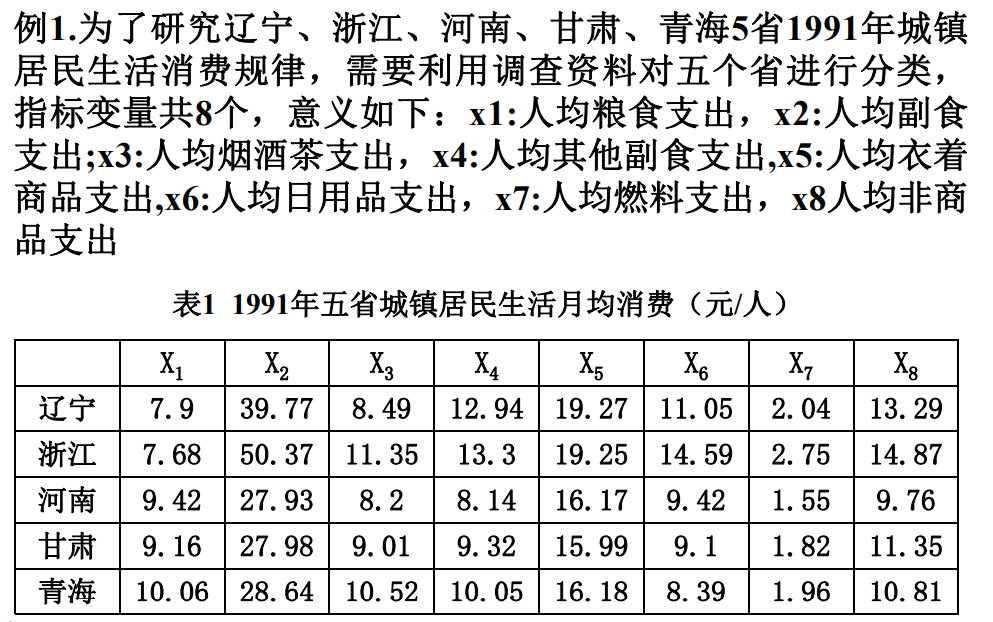 例1.为了研究辽宁、浙江、河南、甘肃、青海5省1991年城镇
居民生活消费规律，需要利用调查资料对五个省进行分类，
指标变量共8个，意义如下：x1:人均粮食支出，x2:人均副食
支出;x3:人均烟酒茶支出，x4:人均其他副食支出,x5:人均衣着
商品支出,x6:人均日用品支出，x7:人均燃料支出，x8人均非商
品支出
表1 1991年五省城镇居民生活月均消费（元/人）
X1 X2 X3 X4 X5 X6 X7 X8
辽宁 7.9 39.77 8.49 12.94 19.27 11.05 2.04 13.29
浙江 7.68 50.37 11.35 13.3 19.25 14.59 2.75 14.87
河南 9.42 27.93 8.2 8.14 16.17 9.42 1.55 9.76
甘肃 9.16 27.98 9.01 9.32 15.99 9.1 1.82 11.35
青海 10.06 28.64 10.52 10.05 16.18 8.39 1.96 10.81